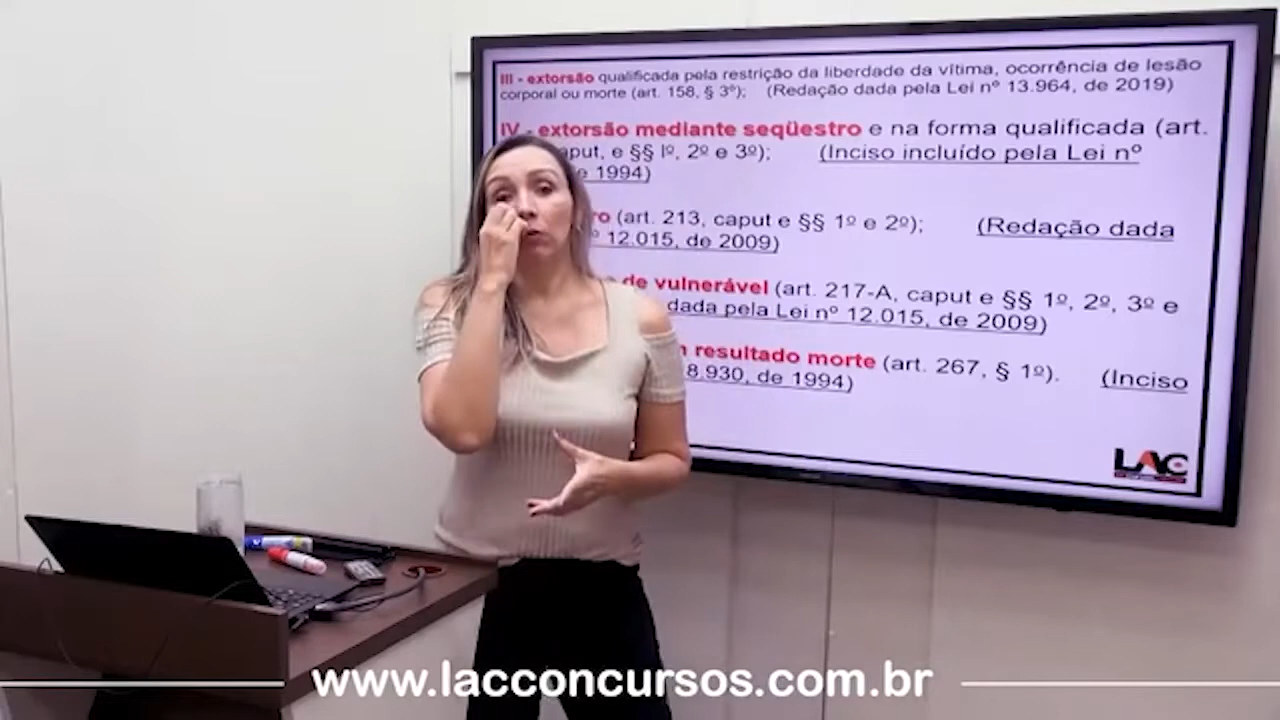 III - extorsão qualificada pela restrição da liberdade da vítima, ocorrência de lesão
corporal ou morte (art. 158, § 3º); (Redação dada pela Lei nº 13.964, de 2019)
IV - extorsão mediante seqüestro e na forma qualificada (art.
caput, e §§ lº, 2º e 3º); (Inciso incluído pela Lei nº
de 1994)
ro (art. 213, caput e §§ 1º e 2º); (Redação dada
º 12.015, de 2009)
de vulnerável (art. 217-A, caput e §§ 1º, 2º, 3º e
dada pela Lei nº 12.015, de 2009)
m resultado morte (art. 267, § 1º). (Inciso
8.930, de 1994)
LAC
www.lacconcursos.com.br